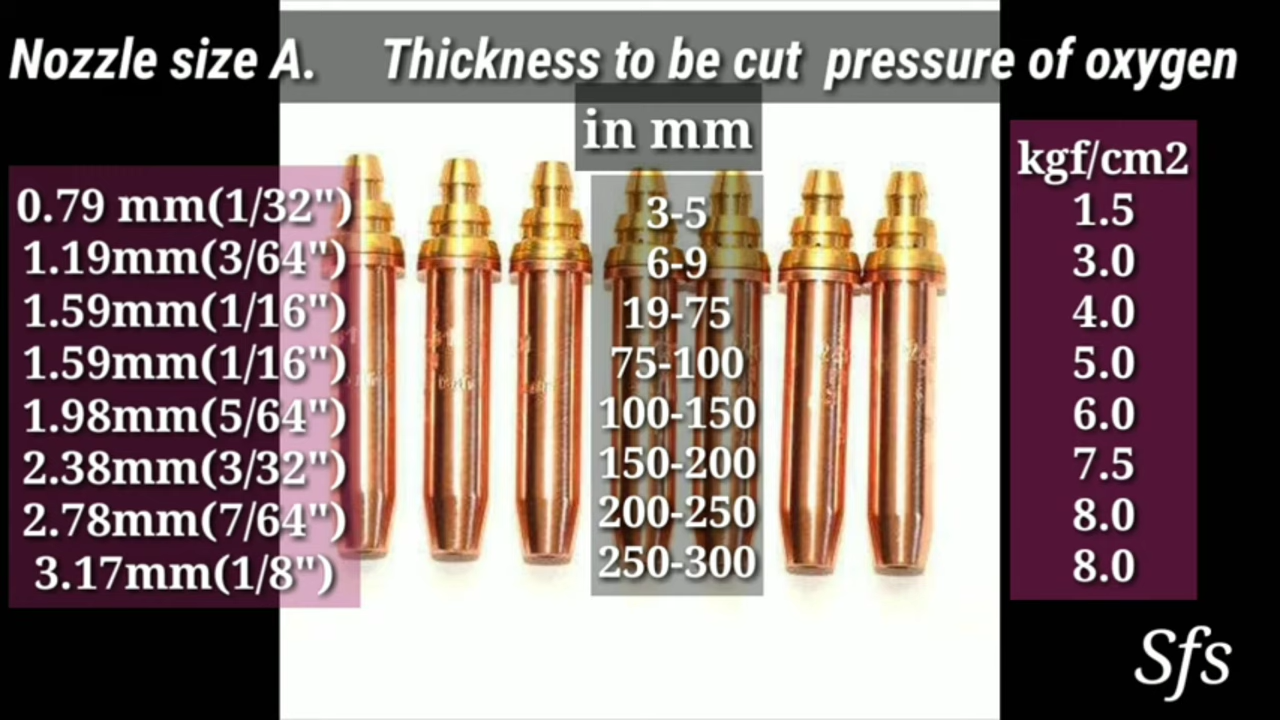 Nozzle size A. Thickness to be cut pressure of oxygen
in mm
kgf/cm2
0.79 mm(1/32") 3-5 1.5
1.19mm(3/64") 6-9 3.0
1.59mm(1/16") 19-75 4.0
1.59mm(1/16") 75-100 5.0
1.98mm(5/64") 100-150 6.0
2.38mm(3/32") 150-200 7.5
2.78mm(7/64") 200-250 8.0
3.17mm(1/8") 250-300 8.0
Sfs